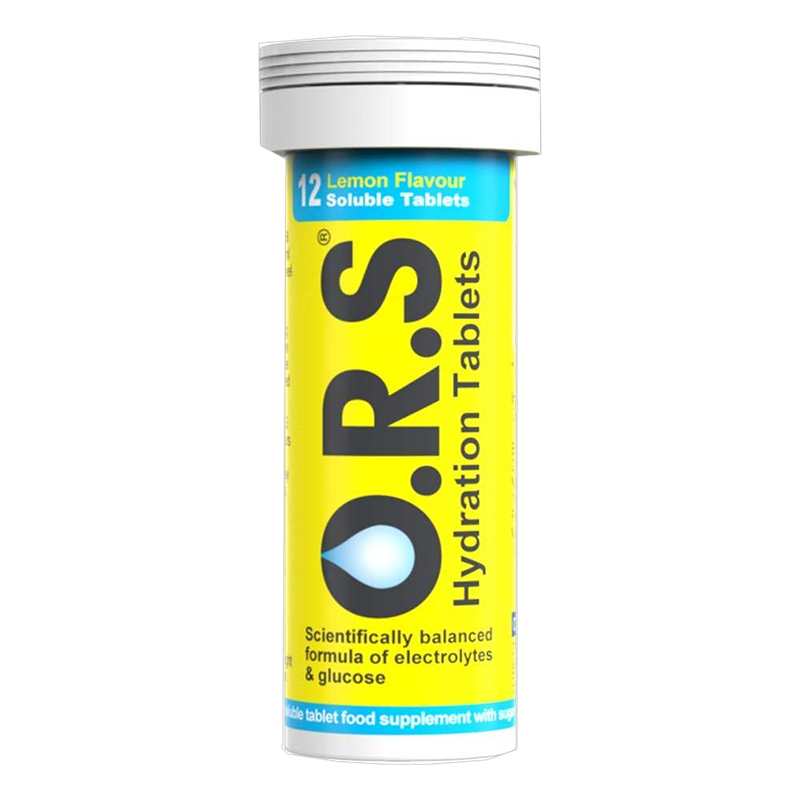 12 Lemon Flavour
Soluble Tablets
O.R.S®
Hydration Tablets
Scientifically balanced
formula of electrolytes
& glucose
tablet food supplement with